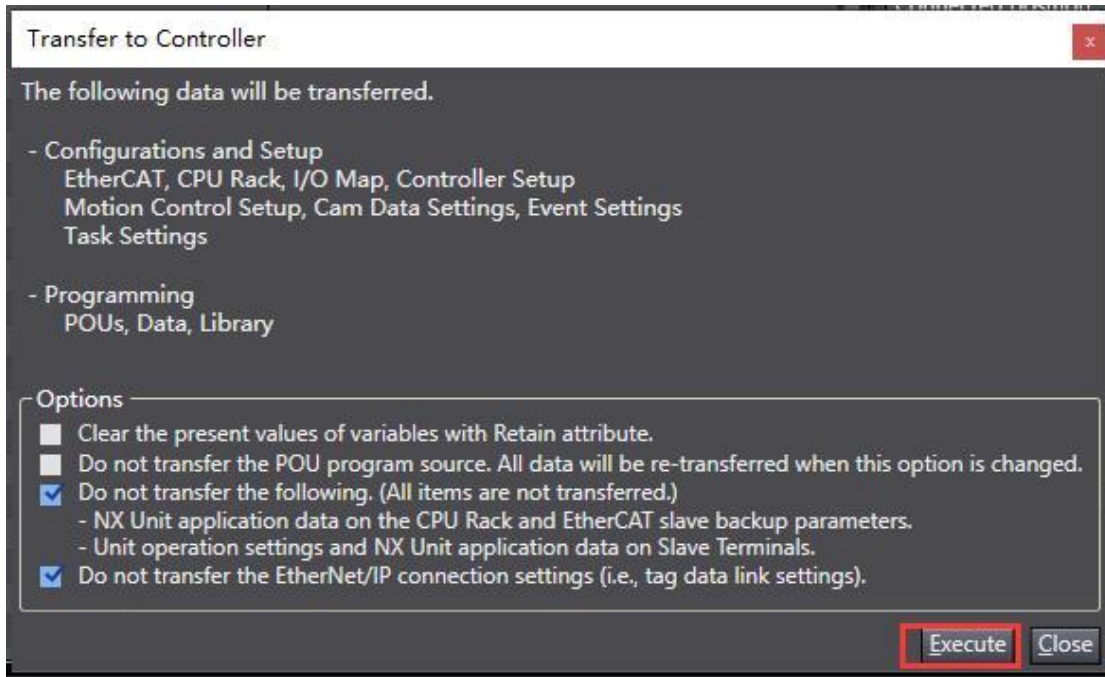 Connected position
Transfer to Controller
x
The following data will be transferred.
- Configurations and Setup
EtherCAT, CPU Rack, I/O Map, Controller Setup
Motion Control Setup, Cam Data Settings, Event Settings
Task Settings
- Programming
POUs, Data, Library
Options
Clear the present values of variables with Retain attribute.
Do not transfer the POU program source. All data will be re-transferred when this option is changed.
Do not transfer the following. (All items are not transferred.)
- NX Unit application data on the CPU Rack and EtherCAT slave backup parameters.
- Unit operation settings and NX Unit application data on Slave Terminals.
Do not transfer the EtherNet/IP connection settings (i.e., tag data link settings).
Execute Close